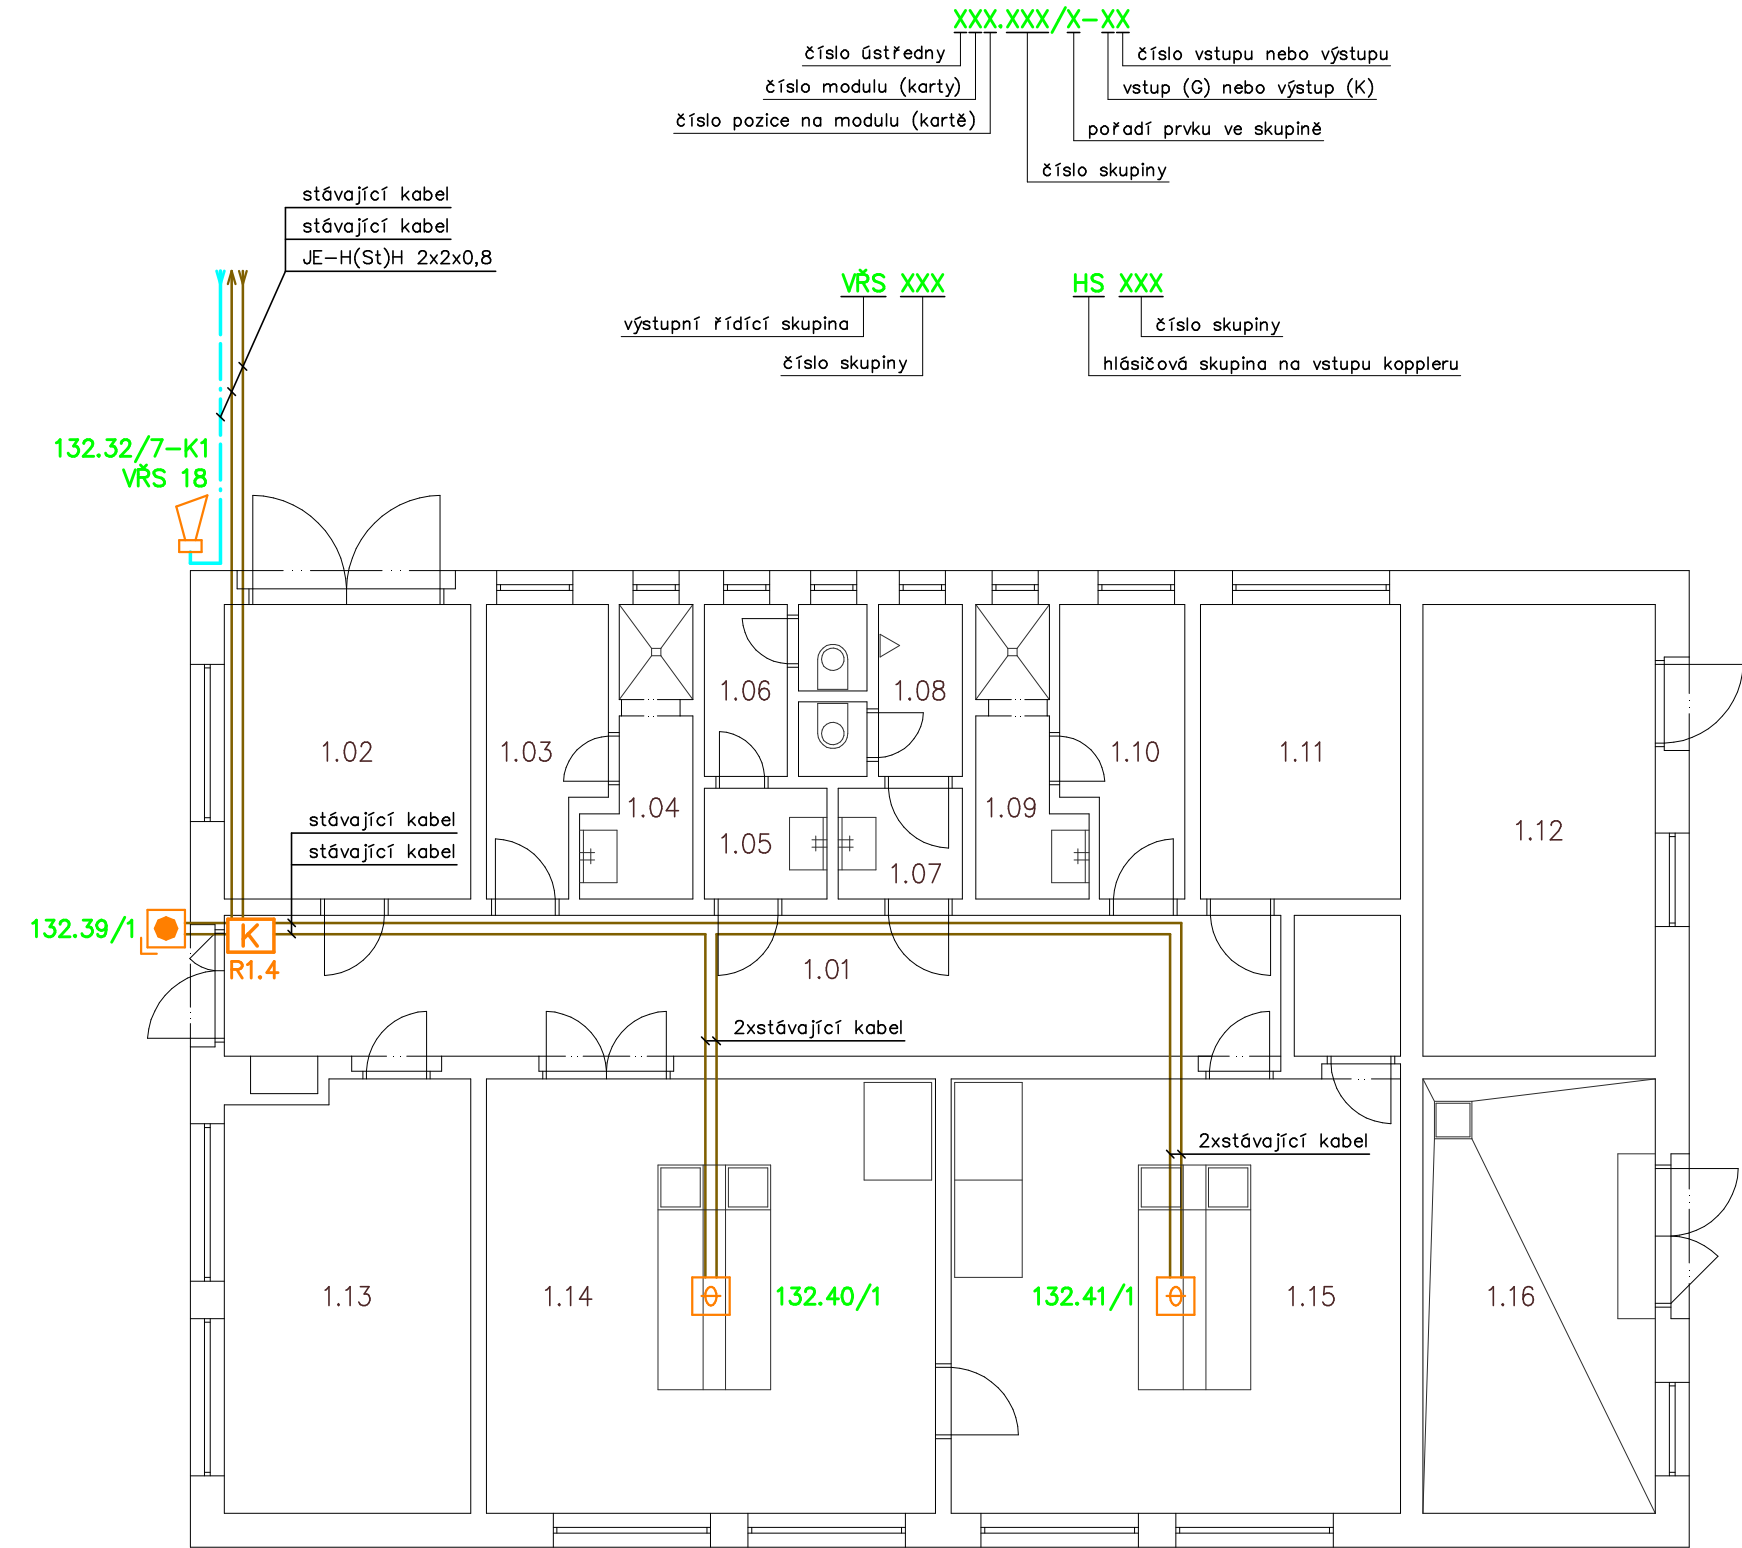 XXX.XXX/X-XX
číslo ústředny
číslo vstupu nebo výstupu
číslo modulu (karty)
vstup (G) nebo výstup (K)
číslo pozice na modulu (kartě)
pořadí prvku ve skupině
číslo skupiny
stávající kabel
stávající kabel
JE-H(St)H 2x2x0,8
VŘS XXX
HS XXX
výstupní řídící skupina
číslo skupiny
číslo skupiny
hlásičová skupina na vstupu koppleru
132.32/7-K1
VŘS 18
1.06
1.08
1.02
1.03
1.10
1.11
1.04
1.09
1.12
stávající kabel
stávající kabel
1.05
1.07
132.39/1
K
R1.4
1.01
2xstávající kabel
2xstávající kabel
1.13
1.14
132.40/1
132.41/1
1.15
1.16